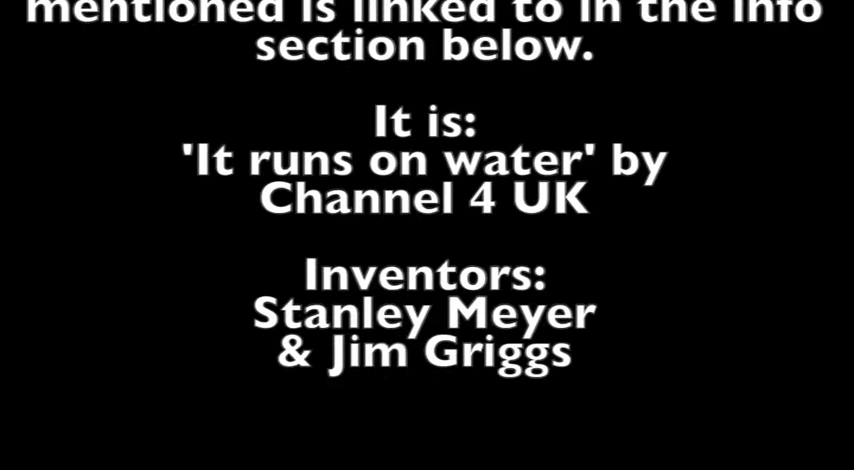 mentioned is linked to in the info
section below.
It is:
'It runs on water' by
Channel 4 UK
Inventors:
Stanley Meyer
& Jim Griggs